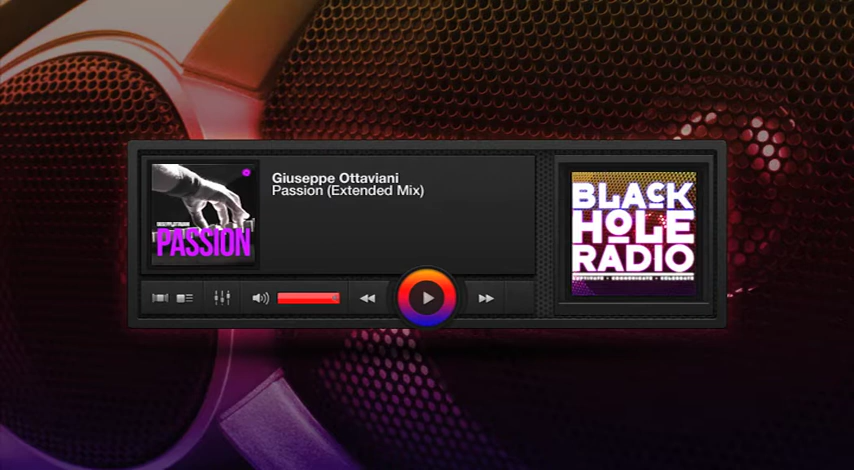 Giuseppe Ottaviani
Passion (Extended Mix)
PASSION
BLACK
HOLE
RADIO